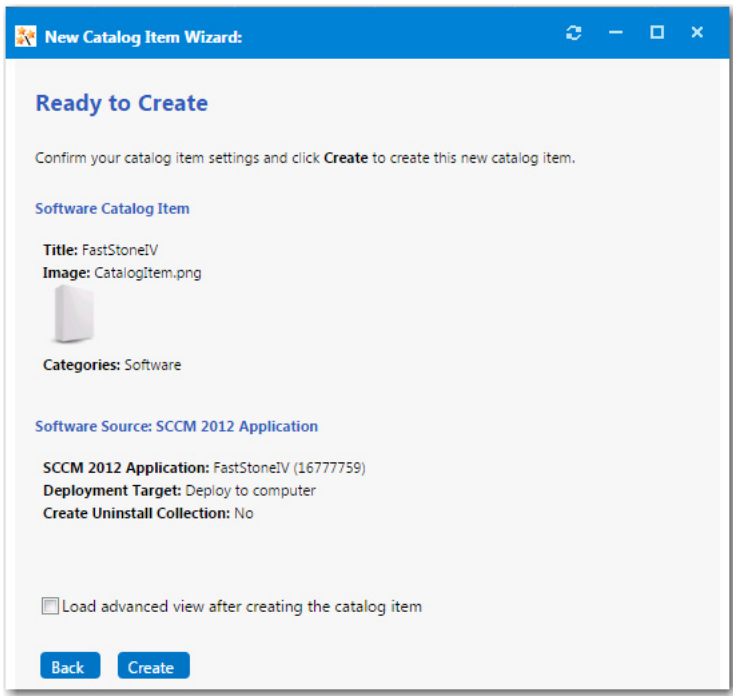 New Catalog Item Wizard:
Ready to Create
Confirm your catalog item settings and click Create to create this new catalog item.
Software Catalog Item
Title: FastStoneIV
Image: CatalogItem.png
Categories: Software
Software Source: SCCM 2012 Application
SCCM 2012 Application: FastStoneIV (16777759)
Deployment Target: Deploy to computer
Create Uninstall Collection: No
Load advanced view after creating the catalog item
Back Create